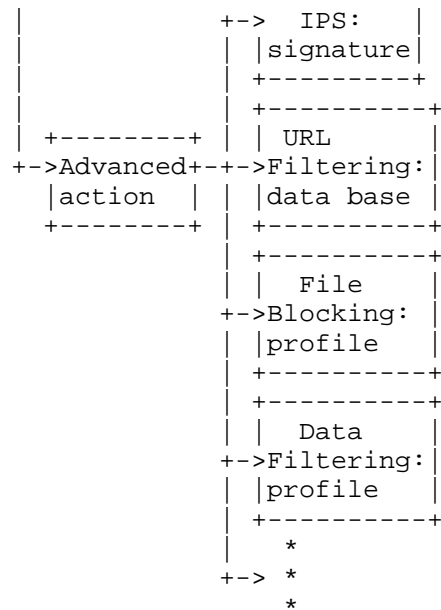 |             +->  IPS:   |
|             | |signature|
|             | +---------+
|             | +----------+
| +--------+  | | URL      |
+->Advanced+-+->Filtering:|
  |action  |  | |data base |
  +--------+  | +----------+
              | +----------+
              | |  File    |
              +->Blocking: |
              | |profile   |
              | +----------+
              | +----------+
              | |  Data    |
              +->Filtering:|
              | |profile   |
              | +----------+
              |   *
              +-> *
                  *